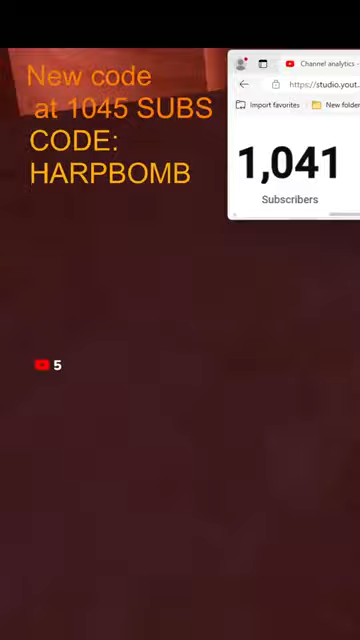 New code
at 1045 SUBS
CODE:
HARPBOMB
Channel analytics -
https://studio.yout
Import favorites
New folder
1,041
Subscribers
5